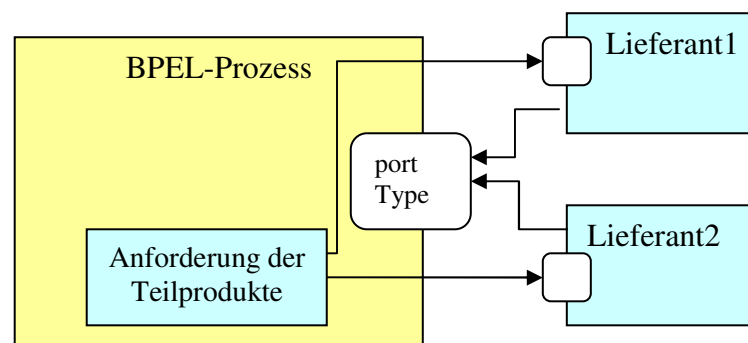 BPEL-Prozess
Lieferant1
port
Type
Lieferant2
Anforderung der
Teilprodukte